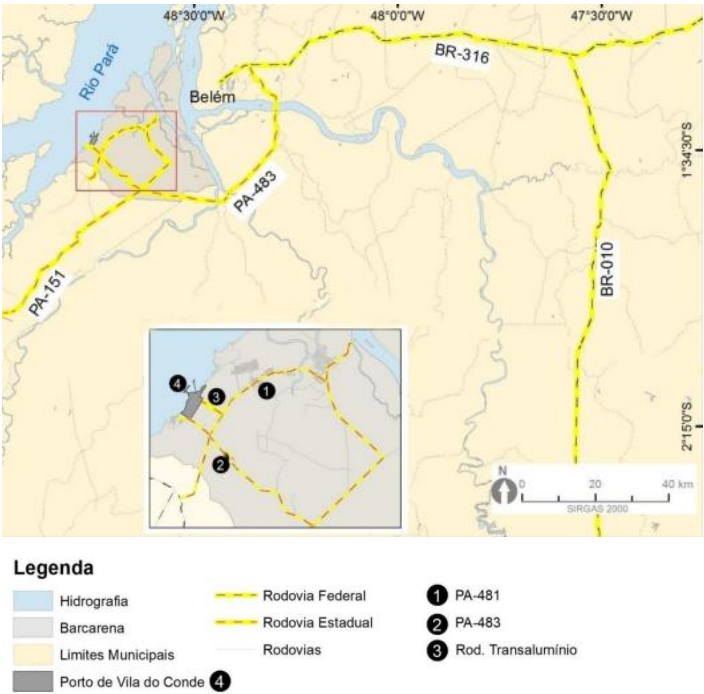 48°30'0"W 48°0'0"W 47°30'0"W
Rio Pará
Belém
BR-316
1°34'30"S
PA-483
PA-151
BR-010
2°15'0"S
4
3
1
2
N
0 20 40 km
SIRGAS 2000
Legenda
Hidrografia
Barcarena
Limites Municipais
Porto de Vila do Conde 4
Rodovia Federal
Rodovia Estadual
Rodovias
1 PA-481
2 PA-483
3 Rod. Transalumínio